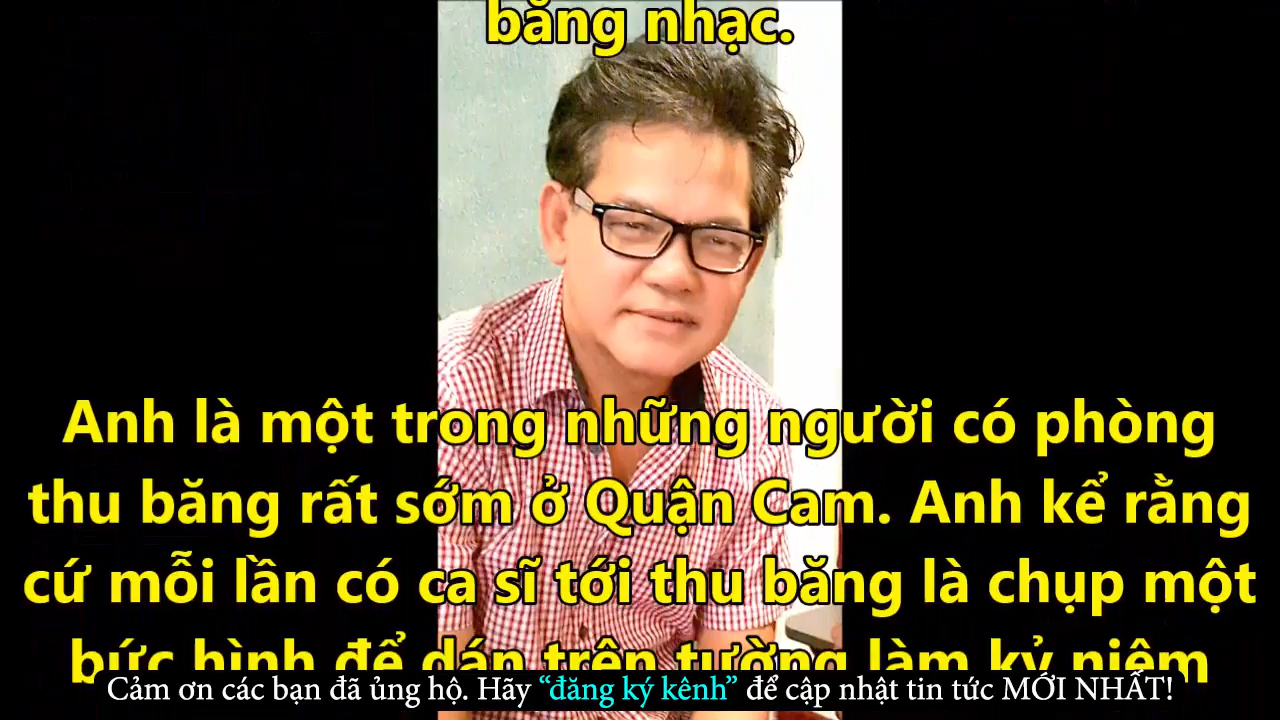 băng nhạc.
Anh là một trong những người có phòng
thu băng rất sớm ở Quận Cam. Anh kể rằng
cứ mỗi lần có ca sĩ tới thu băng là chụp một
bức hình để dán trên tường làm kỷ niệm
Cảm ơn các bạn đã ủng hộ. Hãy “đăng ký kênh” để cập nhật tin tức MỚI NHẤT!